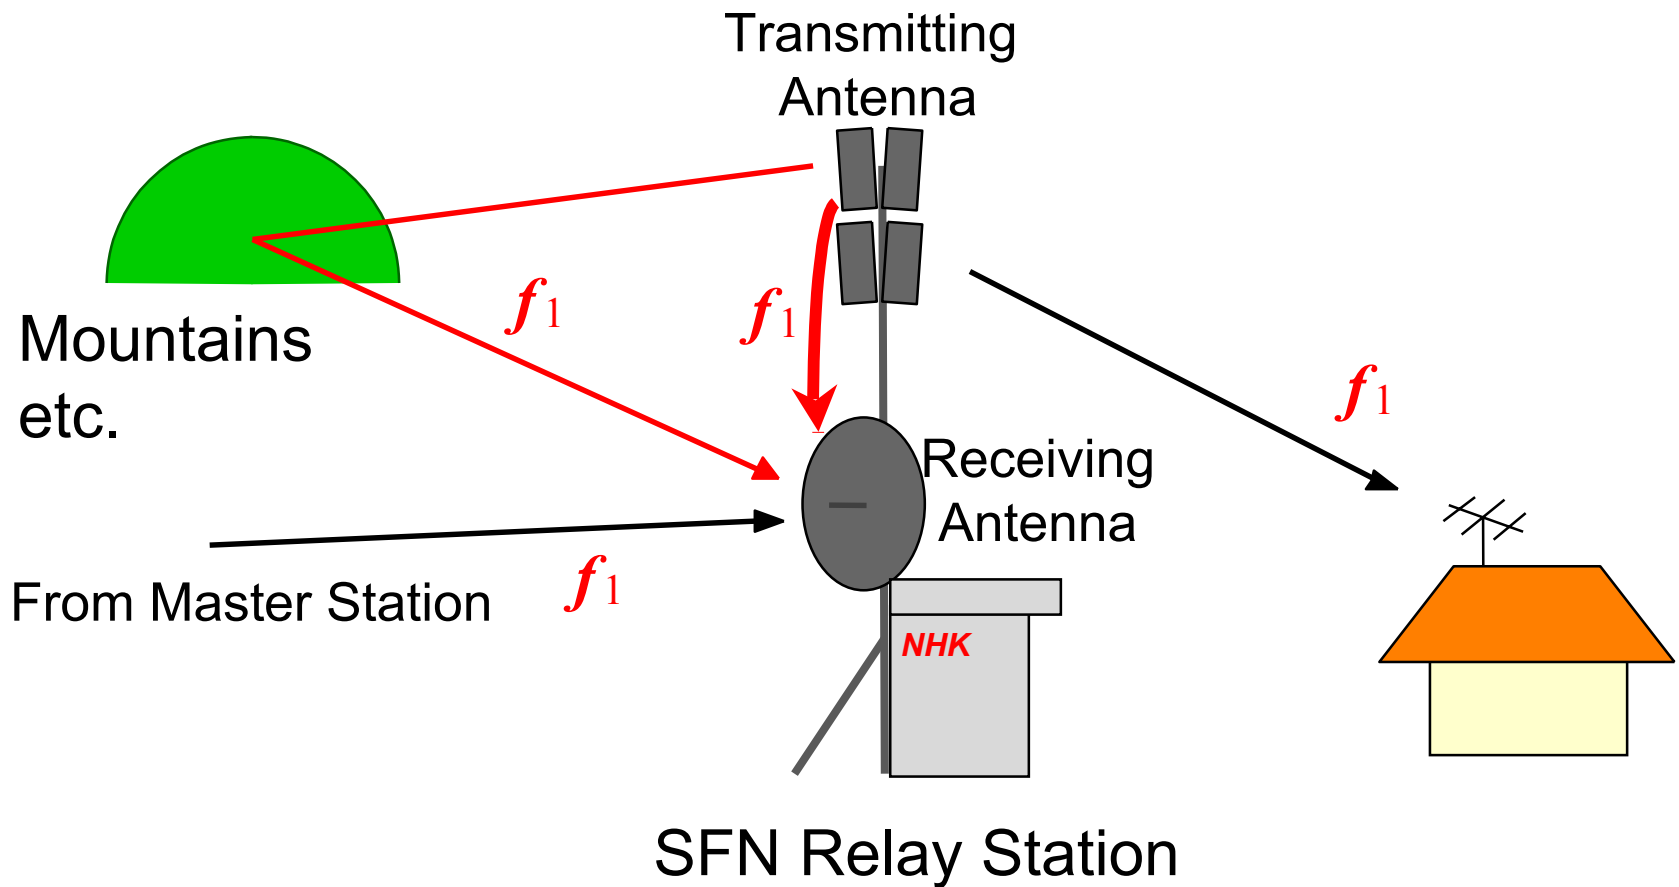 Transmitting
Antenna
Mountains
etc.
f1
f1
f1
Receiving
Antenna
From Master Station
f1
NHK
SFN Relay Station